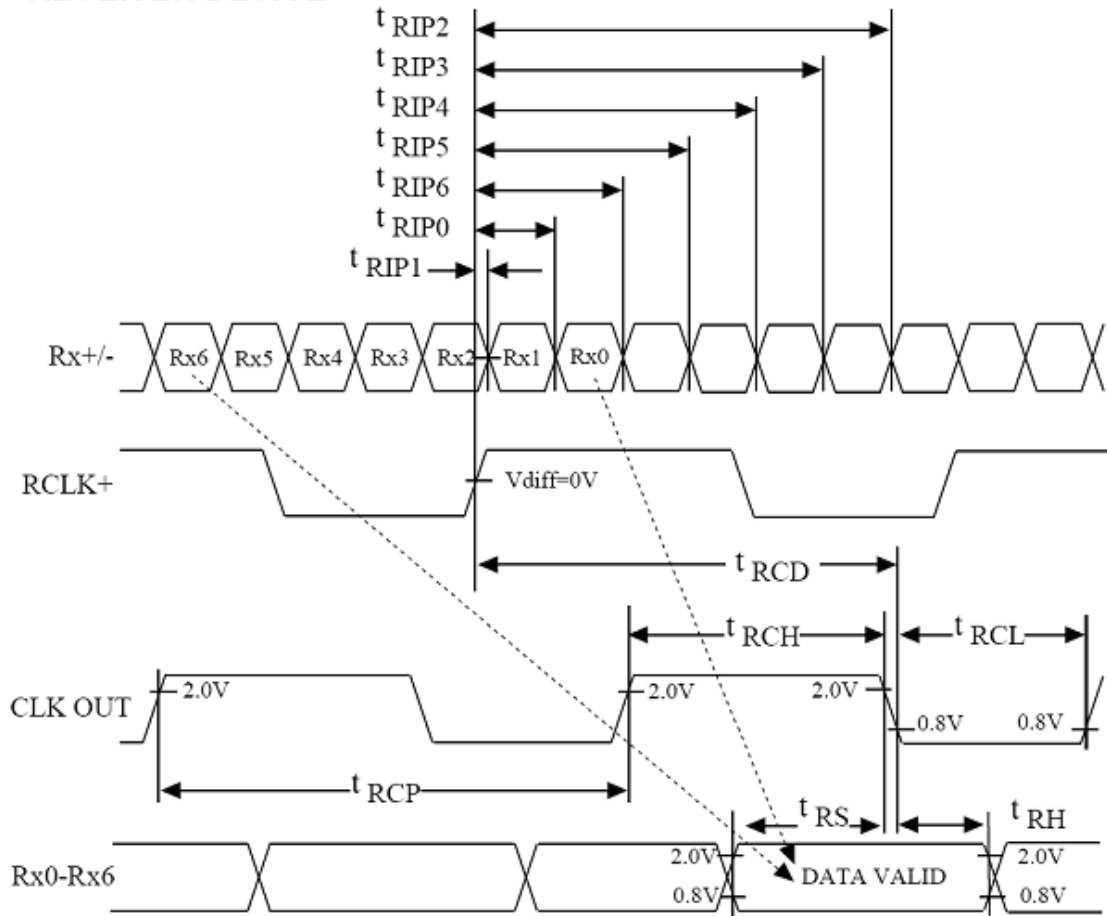 t RIP2
t RIP3
t RIP4
t RIP5
t RIP6
t RIP0
t RIP1
Rx+/- Rx6 Rx5 Rx4 Rx3 Rx2 Rx1 Rx0
RCLK+ Vdiff=0V
t RCD
t RCH t RCL
CLK OUT 2.0V 2.0V 2.0V 0.8V 0.8V
t RCP
t RS t RH
Rx0-Rx6 2.0V DATA VALID 2.0V
0.8V 0.8V